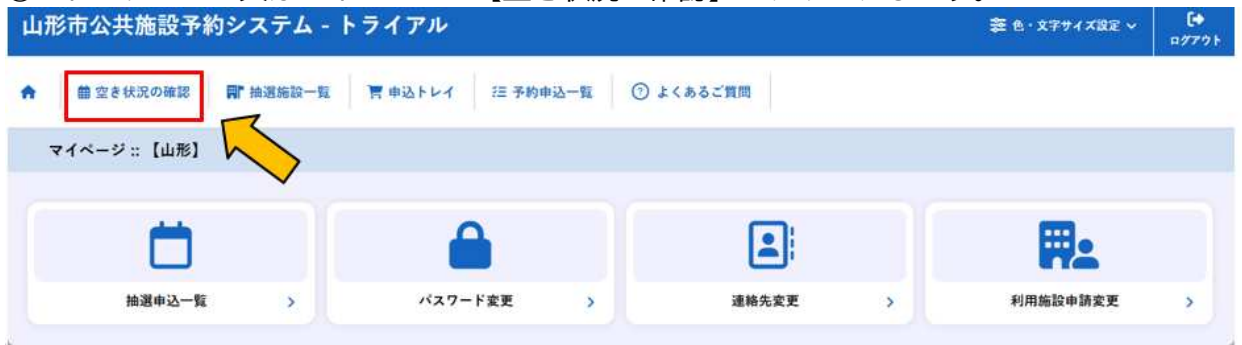 山形市公共施設予約システム - トライアル
色・文字サイズ設定
ログアウト
空き状況の確認 抽選施設一覧 申込トレイ 予約申込一覧 よくあるご質問
マイページ :: 【山形】
抽選申込一覧 パスワード変更 連絡先変更 利用施設申請変更